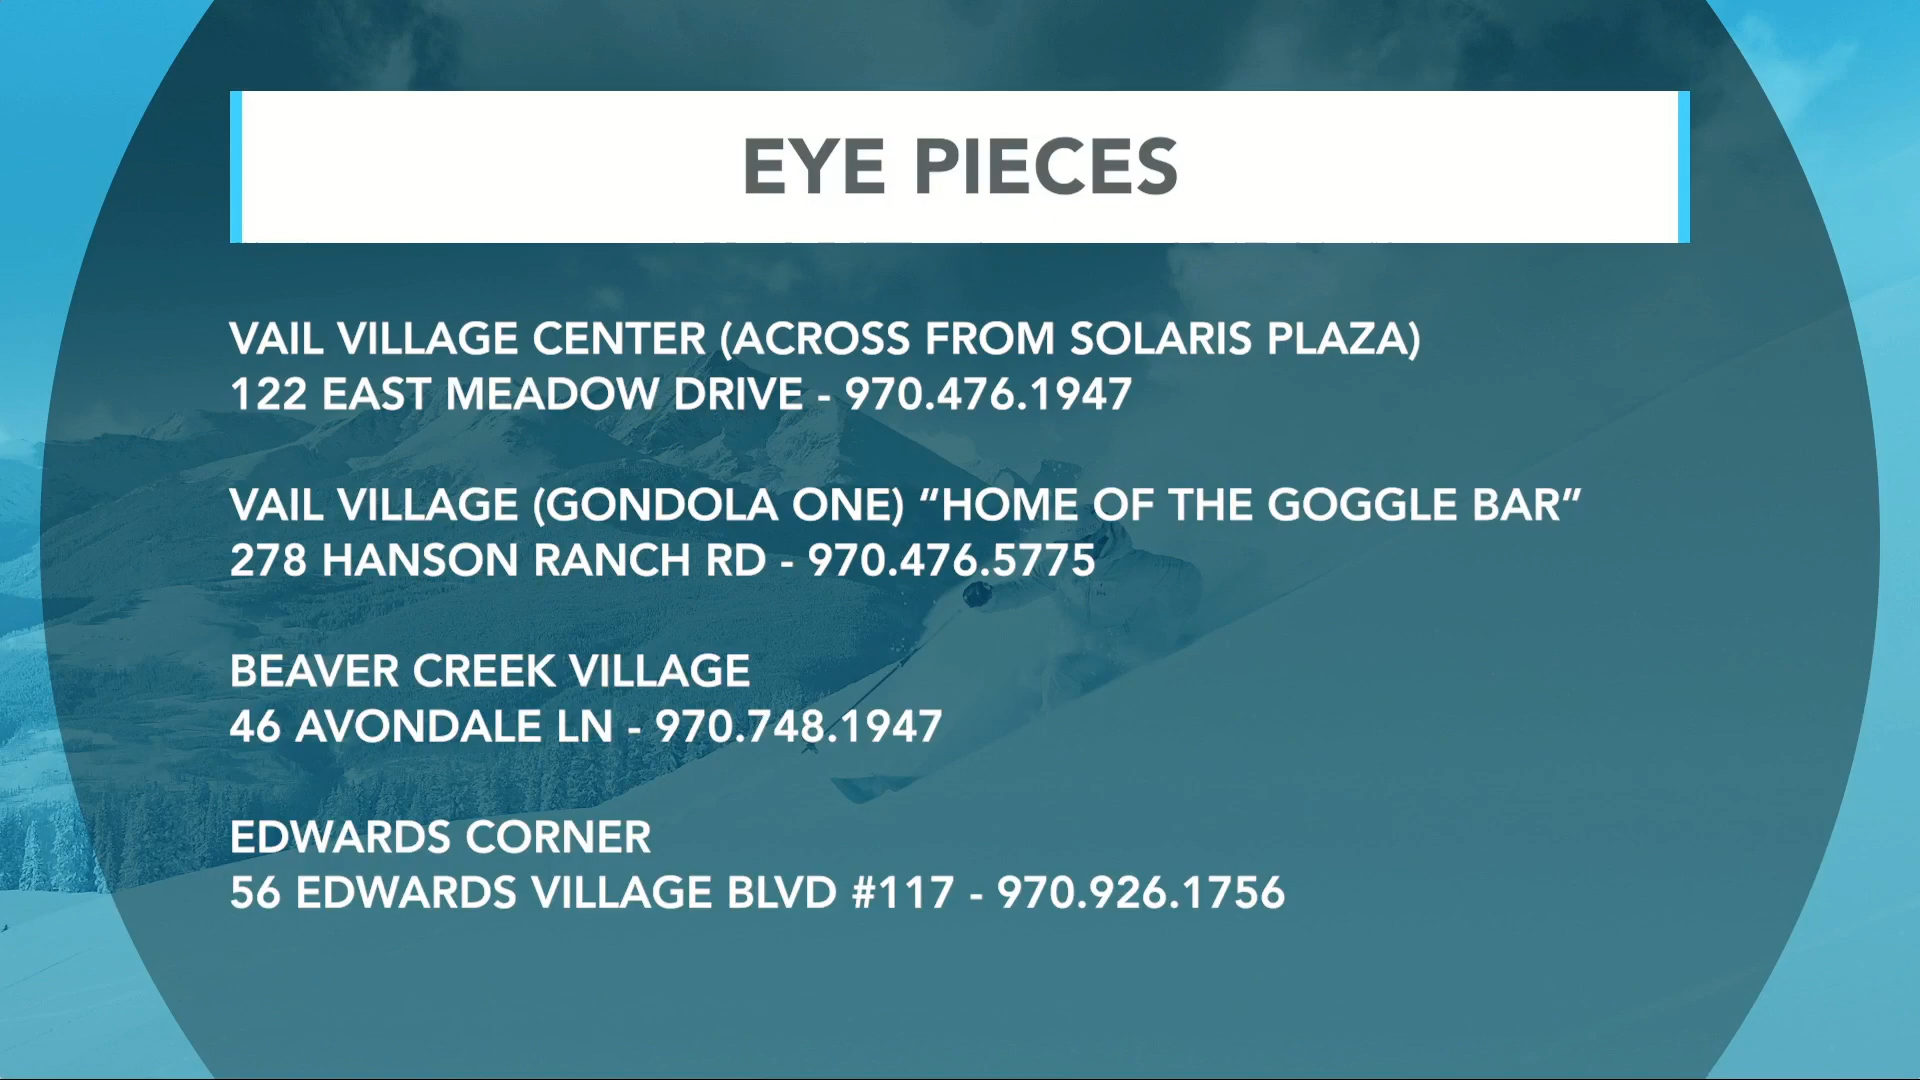 EYE PIECES
VAIL VILLAGE CENTER (ACROSS FROM SOLARIS PLAZA)
122 EAST MEADOW DRIVE - 970.476.1947
VAIL VILLAGE (GONDOLA ONE) “HOME OF THE GOGGLE BAR”
278 HANSON RANCH RD - 970.476.5775
BEAVER CREEK VILLAGE
46 AVONDALE LN - 970.748.1947
EDWARDS CORNER
56 EDWARDS VILLAGE BLVD #117 - 970.926.1756